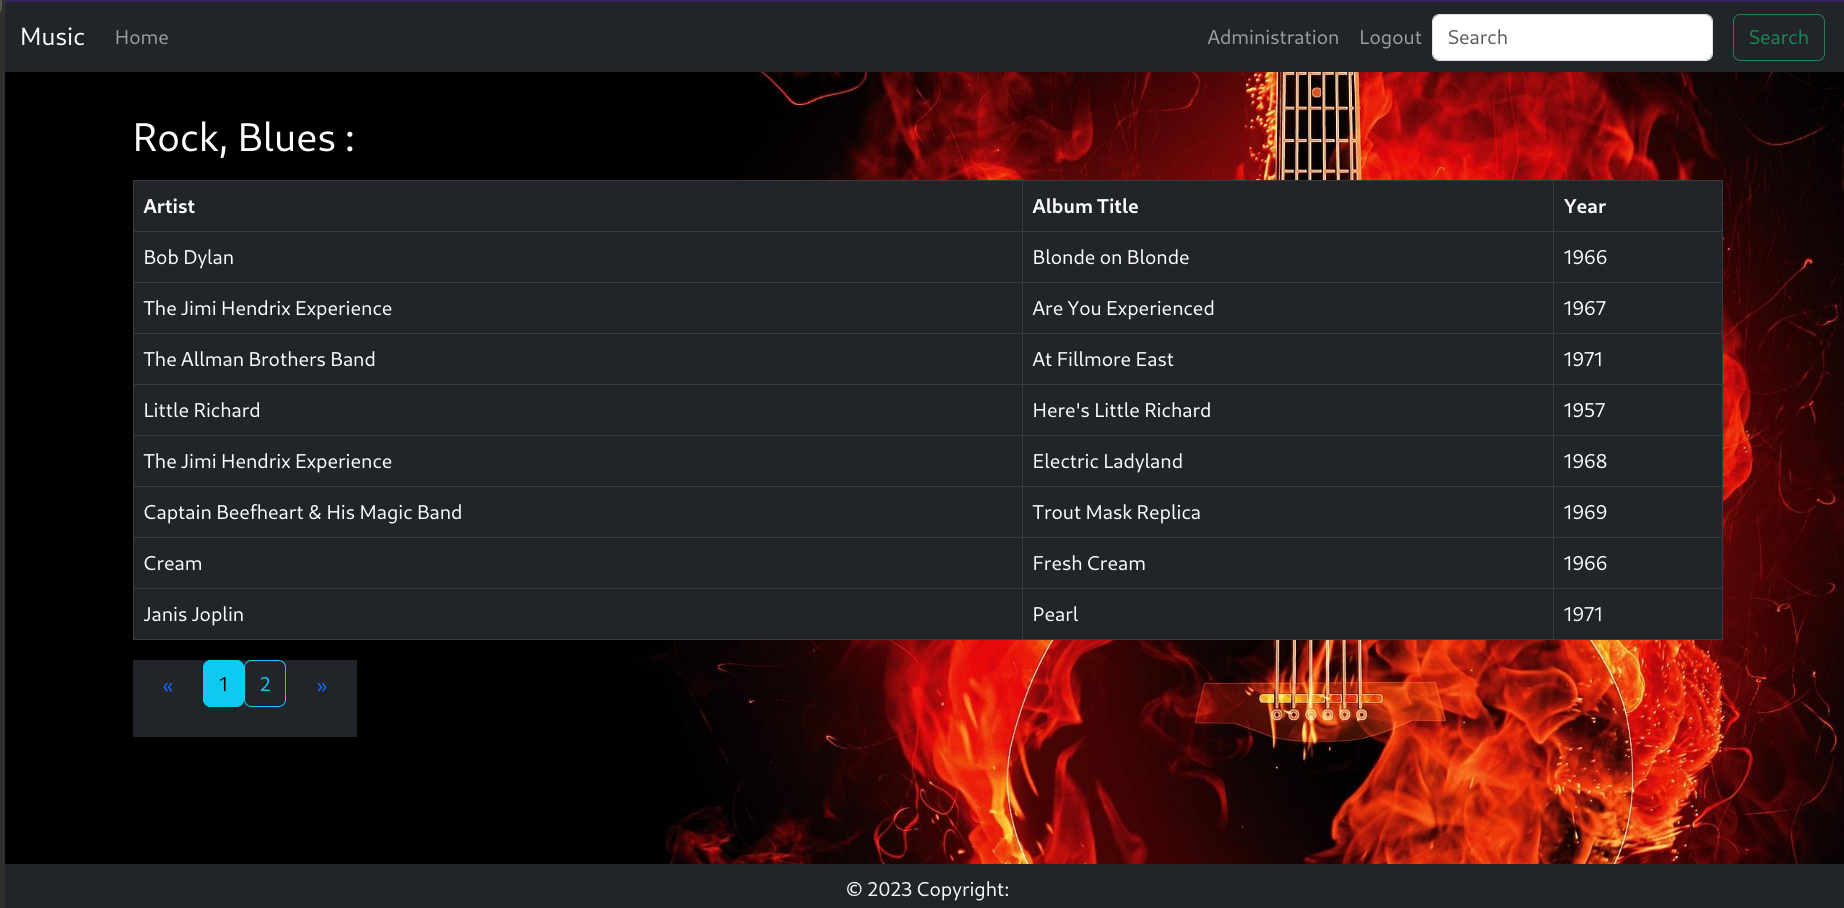 Music Home Administration Logout Search Search
Rock, Blues :
Artist Album Title Year
Bob Dylan Blonde on Blonde 1966
The Jimi Hendrix Experience Are You Experienced 1967
The Allman Brothers Band At Fillmore East 1971
Little Richard Here's Little Richard 1957
The Jimi Hendrix Experience Electric Ladyland 1968
Captain Beefheart & His Magic Band Trout Mask Replica 1969
Cream Fresh Cream 1966
Janis Joplin Pearl 1971
« 1 2 »
© 2023 Copyright: